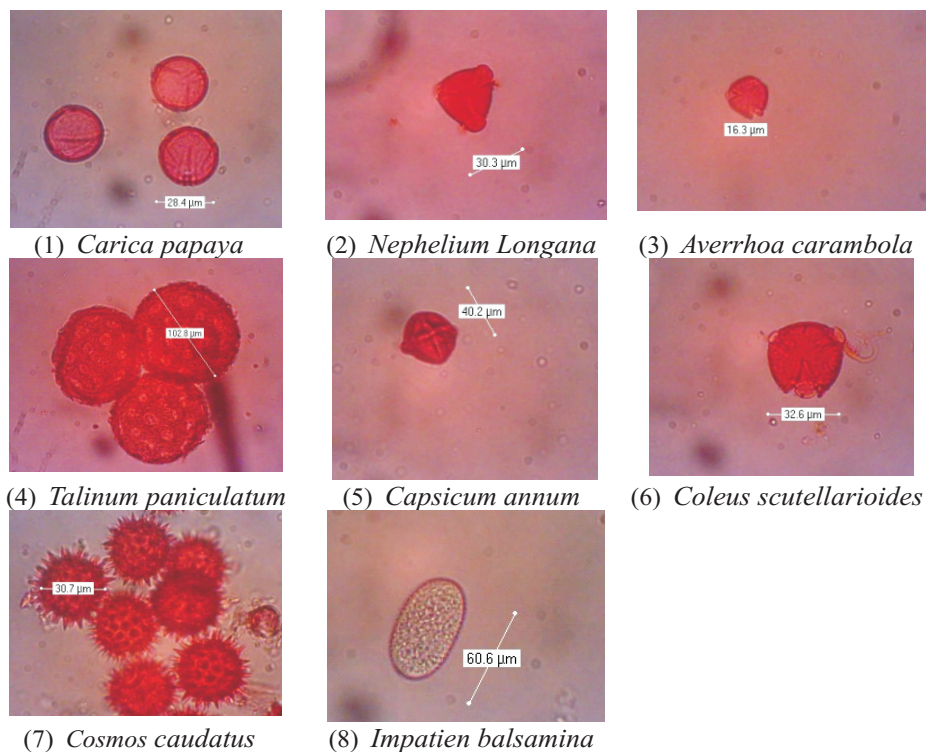 28.4 µm
30.3 µm
16.3 µm
(1) Carica papaya
(2) Nephelium Longana
(3) Averrhoa carambola
102.8 µm
40.2 µm
32.6 µm
(4) Talinum paniculatum
(5) Capsicum annum
(6) Coleus scutellarioides
30.7 µm
60.6 µm
(7) Cosmos caudatus
(8) Impatien balsamina